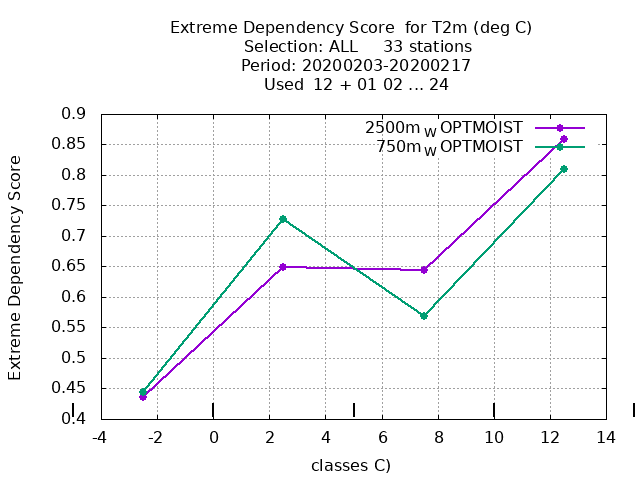 Extreme Dependency Score  for T2m (deg C)
Selection: ALL     33 stations
Period: 20200203-20200217
Used  12 + 01 02 ... 24
2500m W OPTMOIST
750m W OPTMOIST
Extreme Dependency Score
0.9
0.85
0.8
0.75
0.7
0.65
0.6
0.55
0.5
0.45
0.4
-4 -2 0 2 4 6 8 10 12 14
classes C)